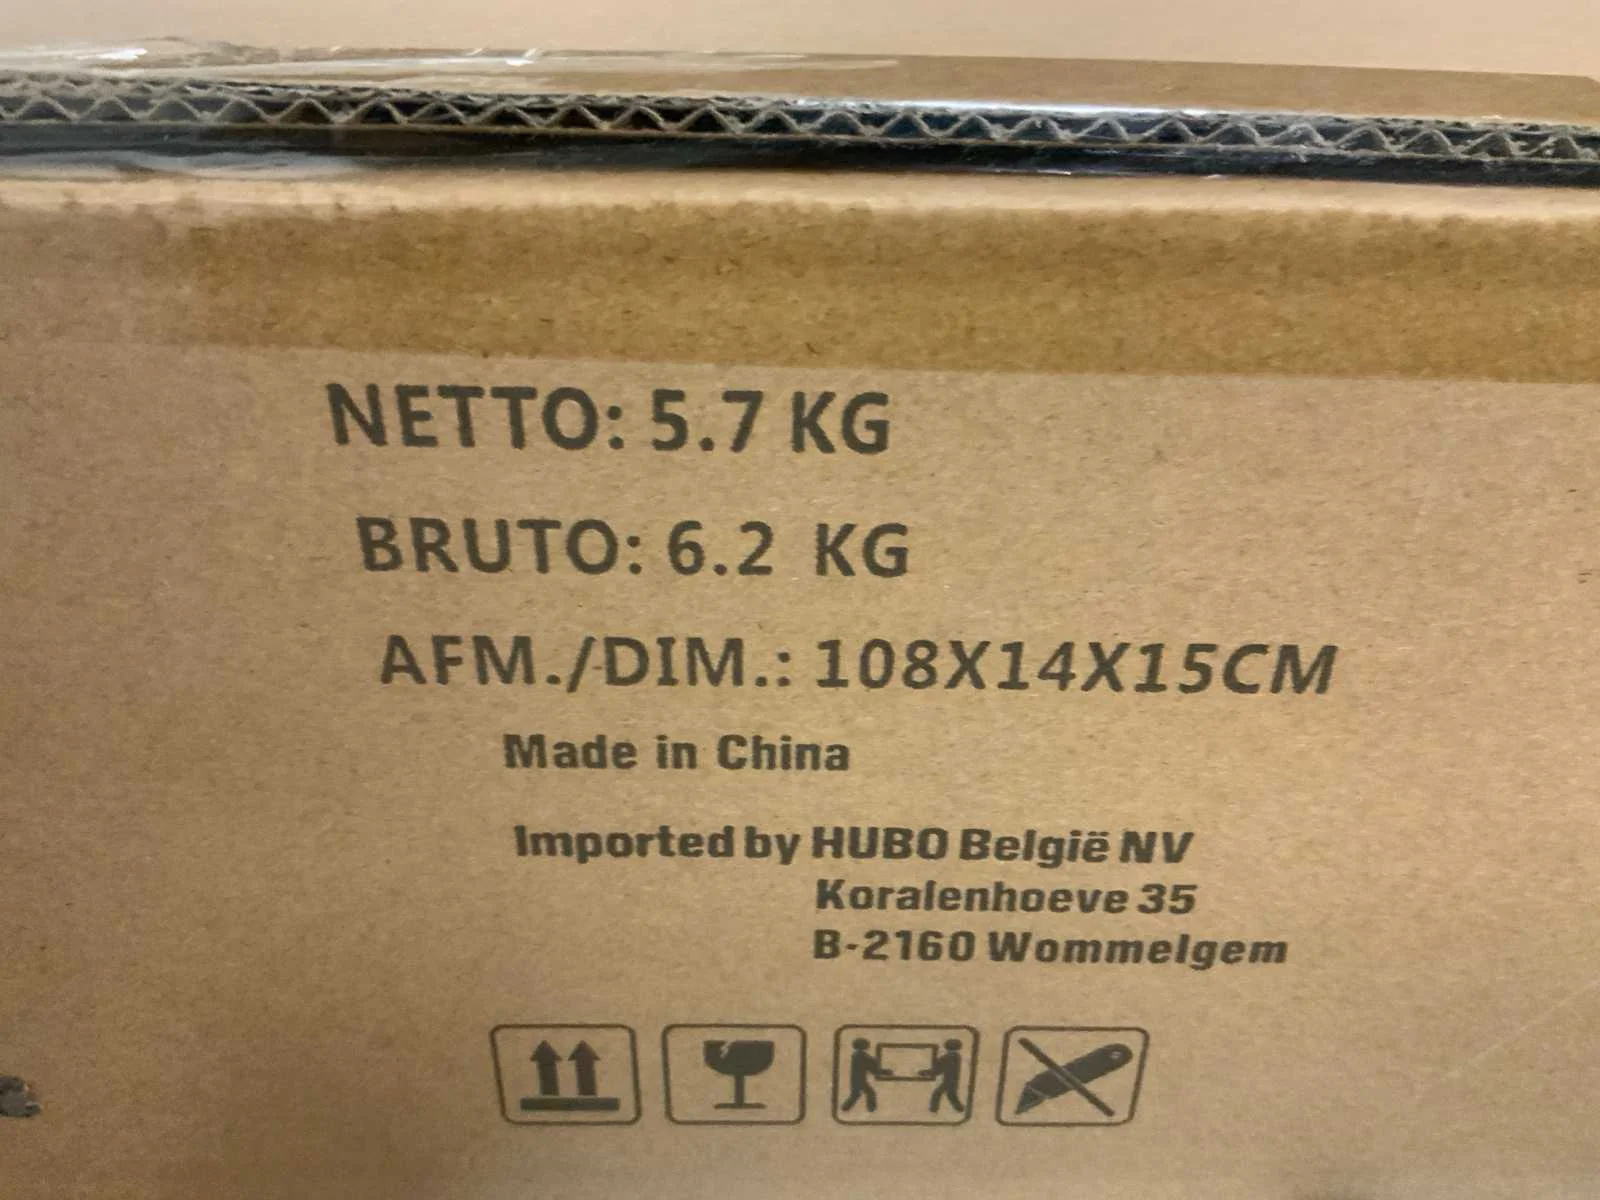 NETTO: 5.7 KG
BRUTO: 6.2 KG
AFM./DIM.: 108X14X15CM
Made in China
Imported by HUBO België NV
Koralenhoeve 35
B-2160 Wommelgem